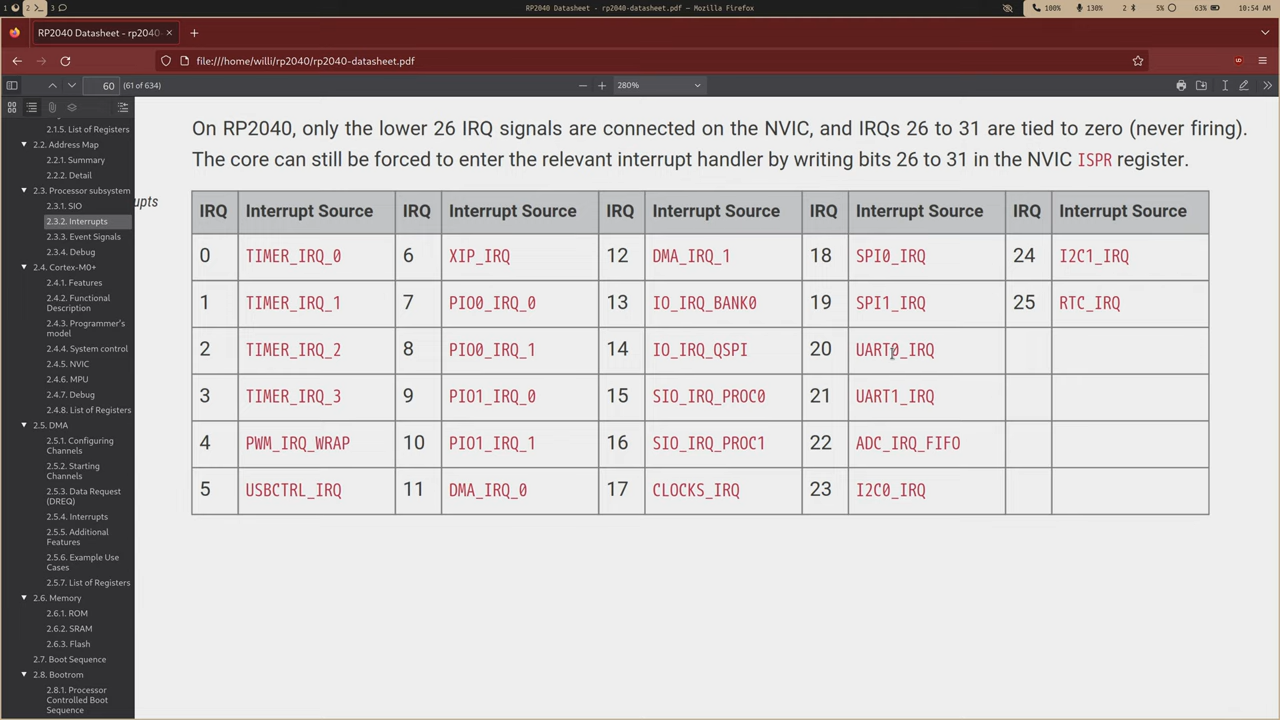 1 2 3
RP2040 Datasheet - rp2040-datasheet.pdf — Mozilla Firefox
100% 130% 2 5% 63% 10:54 AM
RP2040 Datasheet - rp2040-
file:///home/willi/rp2040/rp2040-datasheet.pdf
60 (61 of 634) 280%
2.1.5. List of Registers
2.2. Address Map
2.2.1. Summary
2.2.2. Detail
2.3. Processor subsystem
2.3.1. SIO
2.3.2. Interrupts
2.3.3. Event Signals
2.3.4. Debug
2.4. Cortex-M0+
2.4.1. Features
2.4.2. Functional
Description
2.4.3. Programmer's
model
2.4.4. System control
2.4.5. NVIC
2.4.6. MPU
2.4.7. Debug
2.4.8. List of Registers
2.5. DMA
2.5.1. Configuring
Channels
2.5.2. Starting
Channels
2.5.3. Data Request
(DREQ)
2.5.4. Interrupts
2.5.5. Additional
Features
2.5.6. Example Use
Cases
2.5.7. List of Registers
2.6. Memory
2.6.1. ROM
2.6.2. SRAM
2.6.3. Flash
2.7. Boot Sequence
2.8. Bootrom
2.8.1. Processor
Controlled Boot
Sequence
On RP2040, only the lower 26 IRQ signals are connected on the NVIC, and IRQs 26 to 31 are tied to zero (never firing).
The core can still be forced to enter the relevant interrupt handler by writing bits 26 to 31 in the NVIC ISPR register.
upts
IRQ Interrupt Source IRQ Interrupt Source IRQ Interrupt Source IRQ Interrupt Source IRQ Interrupt Source
0 TIMER_IRQ_0 6 XIP_IRQ 12 DMA_IRQ_1 18 SPI0_IRQ 24 I2C1_IRQ
1 TIMER_IRQ_1 7 PIO0_IRQ_0 13 IO_IRQ_BANK0 19 SPI1_IRQ 25 RTC_IRQ
2 TIMER_IRQ_2 8 PIO0_IRQ_1 14 IO_IRQ_QSPI 20 UART0_IRQ
3 TIMER_IRQ_3 9 PIO1_IRQ_0 15 SIO_IRQ_PROC0 21 UART1_IRQ
4 PWM_IRQ_WRAP 10 PIO1_IRQ_1 16 SIO_IRQ_PROC1 22 ADC_IRQ_FIFO
5 USBCTRL_IRQ 11 DMA_IRQ_0 17 CLOCKS_IRQ 23 I2C0_IRQ